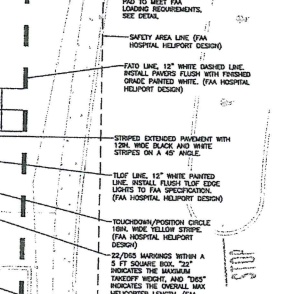 PAD TO MEET FAA
LOADING REQUIREMENTS,
SEE DETAIL
SAFETY AREA LINE (FAA
HOSPITAL HELIPORT DESIGN)
FATO LINE, 12" WHITE DASHED LINE.
INSTALL PAVERS FLUSH WITH FINISHED
GRADE PAINTED WHITE. (FAA HOSPITAL
HELIPORT DESIGN)
STRIPED EXTENDED PAVEMENT WITH
12IN. WIDE BLACK AND WHITE
STRIPES ON A 45° ANGLE.
TLOF LINE, 12" WHITE PAINTED
LINE. INSTALL FLUSH TLOF EDGE
LIGHTS TO FAA SPECIFICATION.
(FAA HOSPITAL HELIPORT DESIGN)
TOUCHDOWN/POSITION CIRCLE
18IN. WIDE YELLOW STRIPE.
(FAA HOSPITAL HELIPORT
DESIGN)
22/D65 MARKINGS WITHIN A
5 FT SQUARE BOX. "22"
INDICATES THE MAXIMUM
TAKEOFF WEIGHT, AND "D65"
INDICATES THE OVERALL MAX
HELICOPTER LENGTH. (FAA
STOP